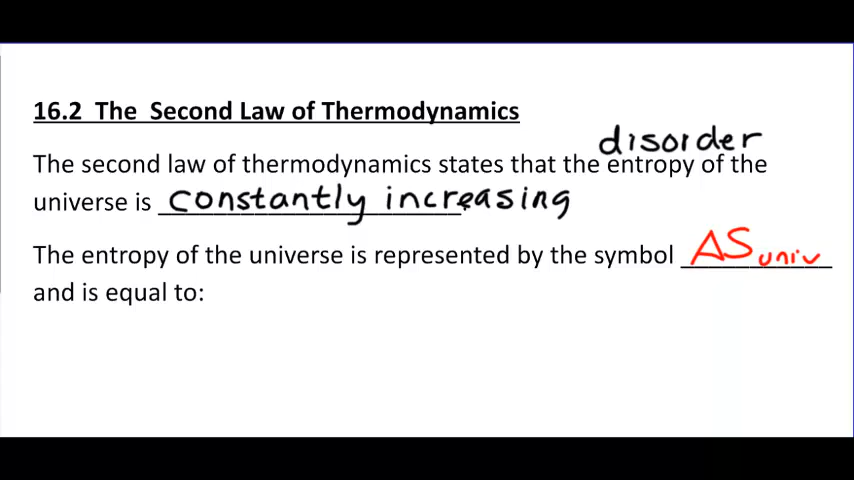 16.2 The Second Law of Thermodynamics
disorder
The second law of thermodynamics states that the entropy of the
universe is constantly increasing
The entropy of the universe is represented by the symbol ΔSuniv
and is equal to: